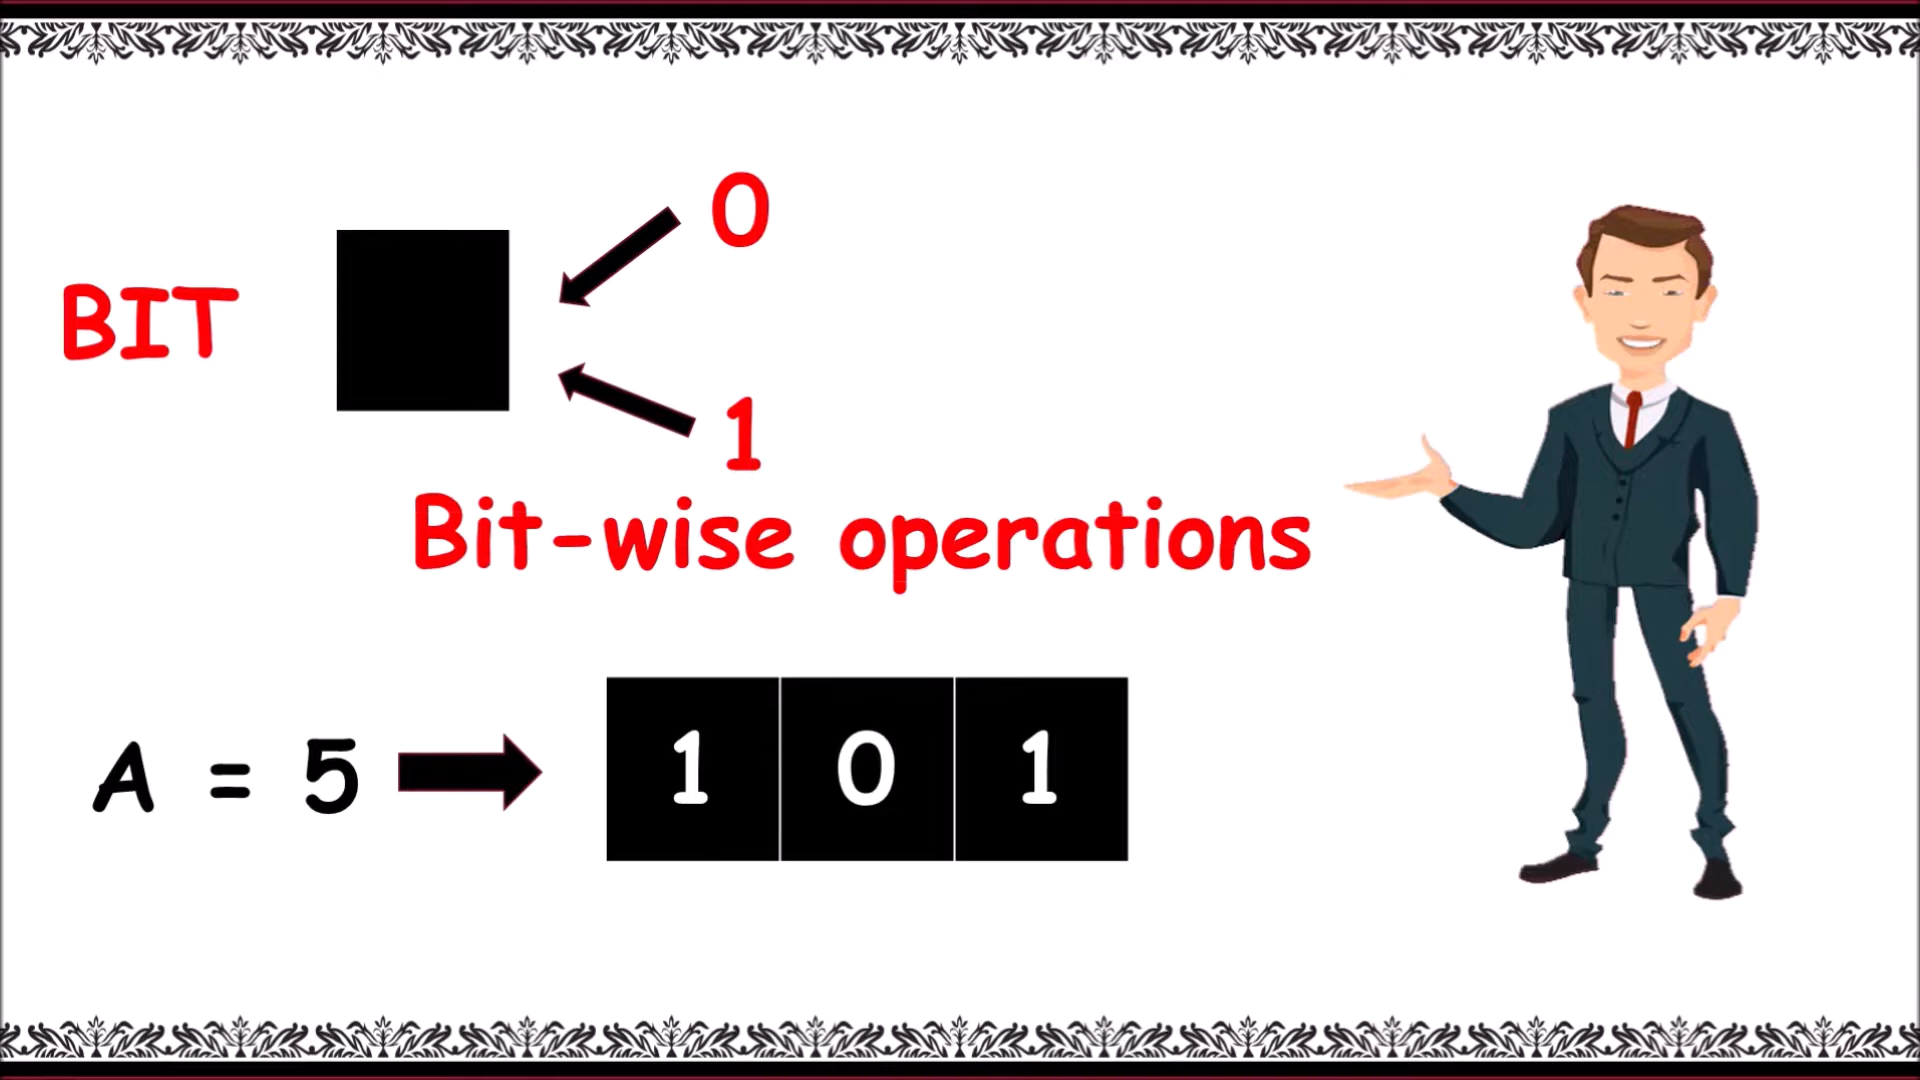 0
BIT
1
Bit-wise operations
A = 5
1 0 1